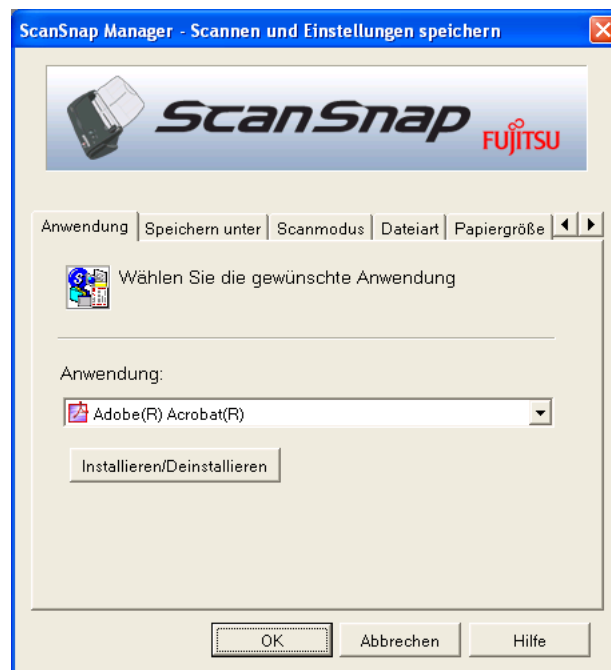 ScanSnap Manager - Scannen und Einstellungen speichern
ScanSnap
FUJITSU
Anwendung Speichern unter Scanmodus Dateiart Papiergröße
Wählen Sie die gewünschte Anwendung
Anwendung:
Adobe(R) Acrobat(R)
Installieren/Deinstallieren
OK Abbrechen Hilfe